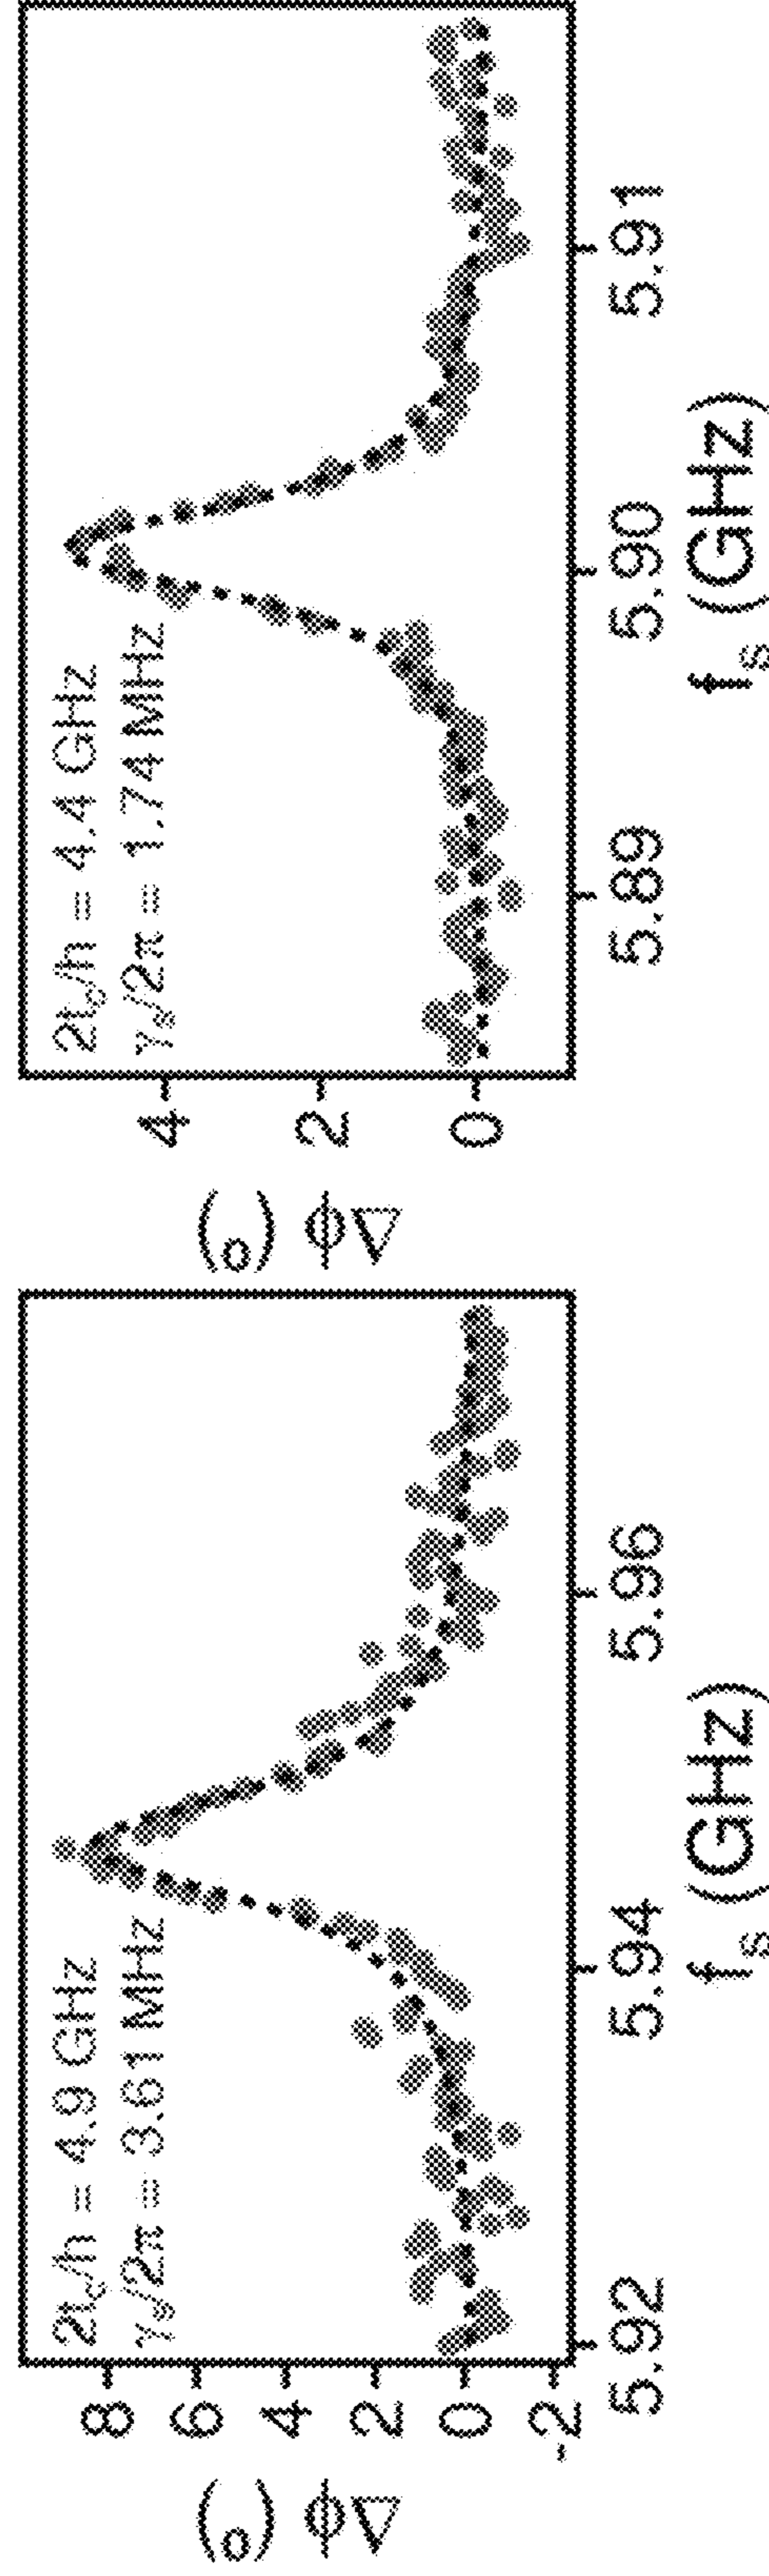 2t_c/h = 4.9 GHz
γ_s/2π = 3.61 MHz
Δφ (°)
8
6
4
2
0
-2
5.92
5.94
5.96
f_s (GHz)
2t_c/h = 4.4 GHz
γ_s/2π = 1.74 MHz
Δφ (°)
4
2
0
5.89
5.90
5.91
f_s (GHz)